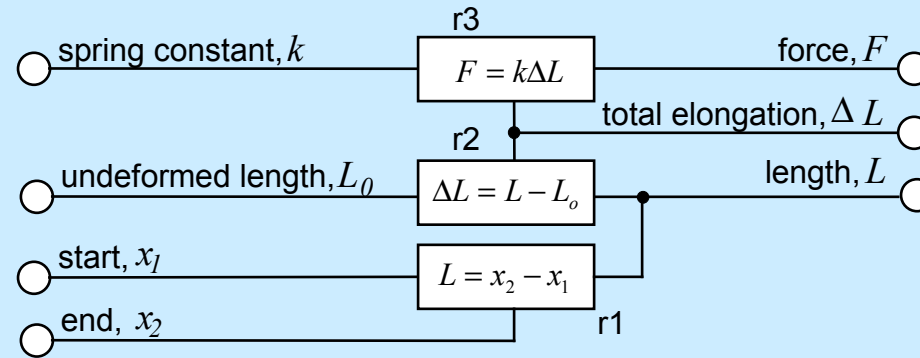 r3
spring constant, k
F = kΔL
force, F
total elongation, Δ L
r2
undeformed length, L₀
ΔL = L − Lₒ
length, L
start, x₁
L = x₂ − x₁
end, x₂
r1